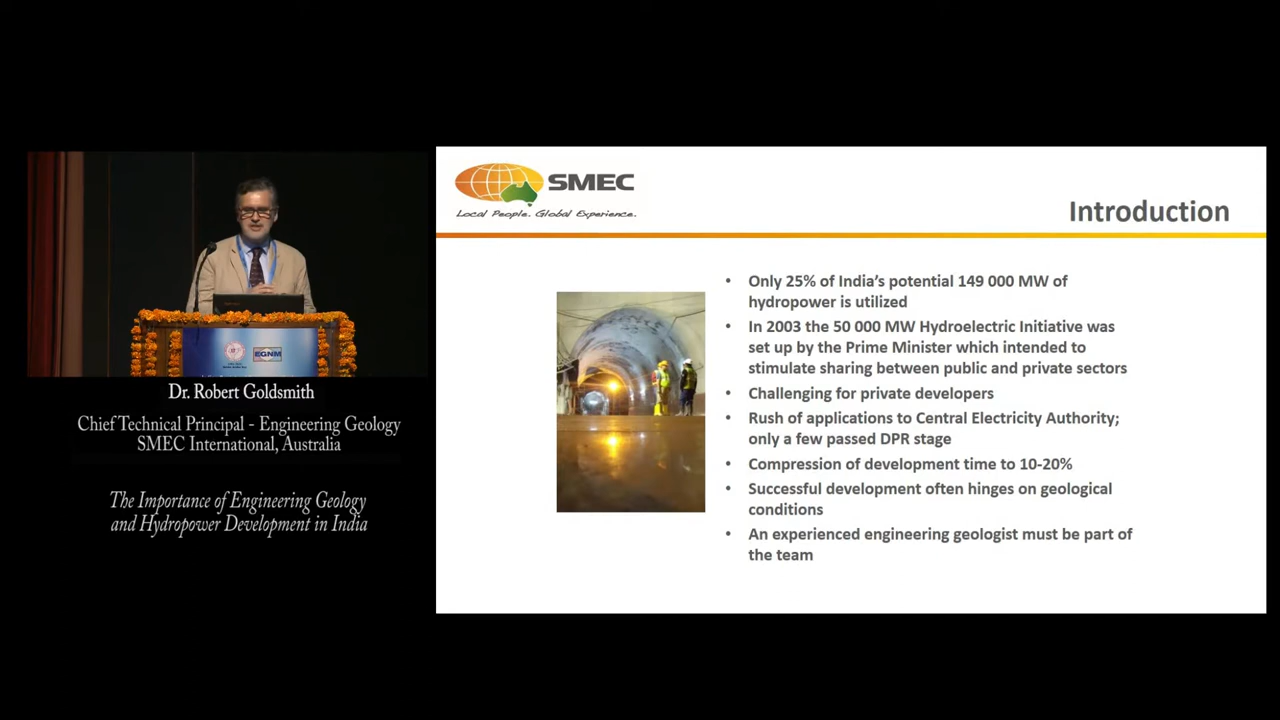 SMEC
Local People. Global Experience.
Introduction
• Only 25% of India's potential 149 000 MW of
hydropower is utilized
• In 2003 the 50 000 MW Hydroelectric Initiative was
set up by the Prime Minister which intended to
stimulate sharing between public and private sectors
• Challenging for private developers
• Rush of applications to Central Electricity Authority;
only a few passed DPR stage
• Compression of development time to 10-20%
• Successful development often hinges on geological
conditions
• An experienced engineering geologist must be part of
the team
EGNM
Dr. Robert Goldsmith
Chief Technical Principal - Engineering Geology
SMEC International, Australia
The Importance of Engineering Geology
and Hydropower Development in India